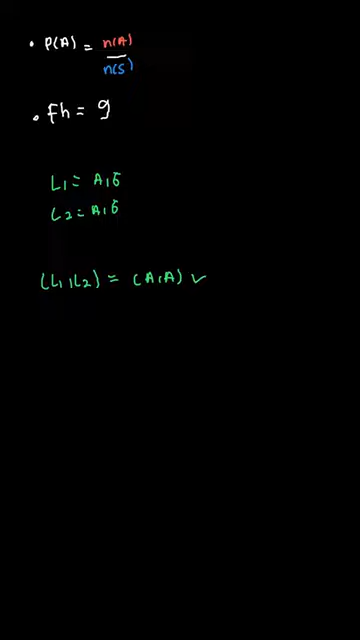 • P(A) = n(A)/n(S)
• Fh = 9
L1 = A, G
L2 = A, G
(L1, L2) = (A, A) ✓